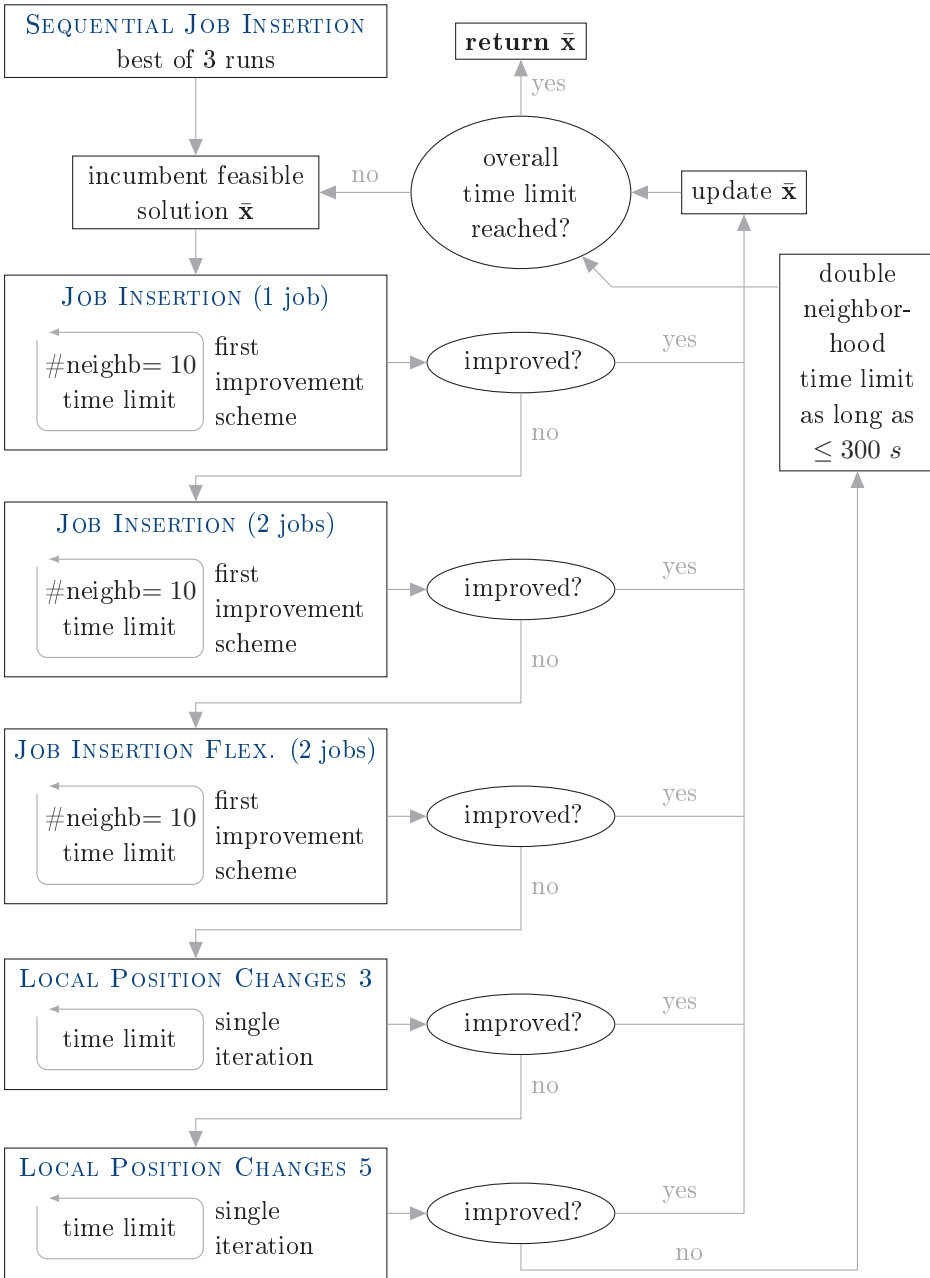 SEQUENTIAL JOB INSERTION
best of 3 runs
return x̄
yes
overall
time limit
reached?
no
incumbent feasible
solution x̄
update x̄
double
neighbor-
hood
time limit
as long as
≤ 300 s
JOB INSERTION (1 job)
#neighb= 10
time limit
first
improvement
scheme
improved?
yes
no
JOB INSERTION (2 jobs)
#neighb= 10
time limit
first
improvement
scheme
improved?
yes
no
JOB INSERTION FLEX. (2 jobs)
#neighb= 10
time limit
first
improvement
scheme
improved?
yes
no
LOCAL POSITION CHANGES 3
time limit
single
iteration
improved?
yes
no
LOCAL POSITION CHANGES 5
time limit
single
iteration
improved?
yes
no